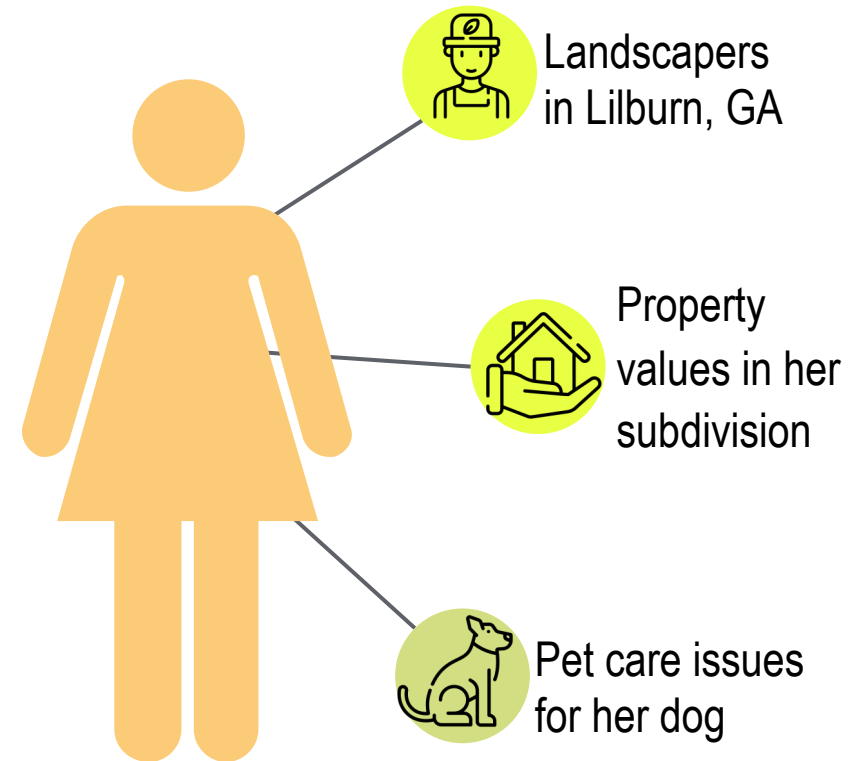 Landscapers
in Lilburn, GA
Property
values in her
subdivision
Pet care issues
for her dog